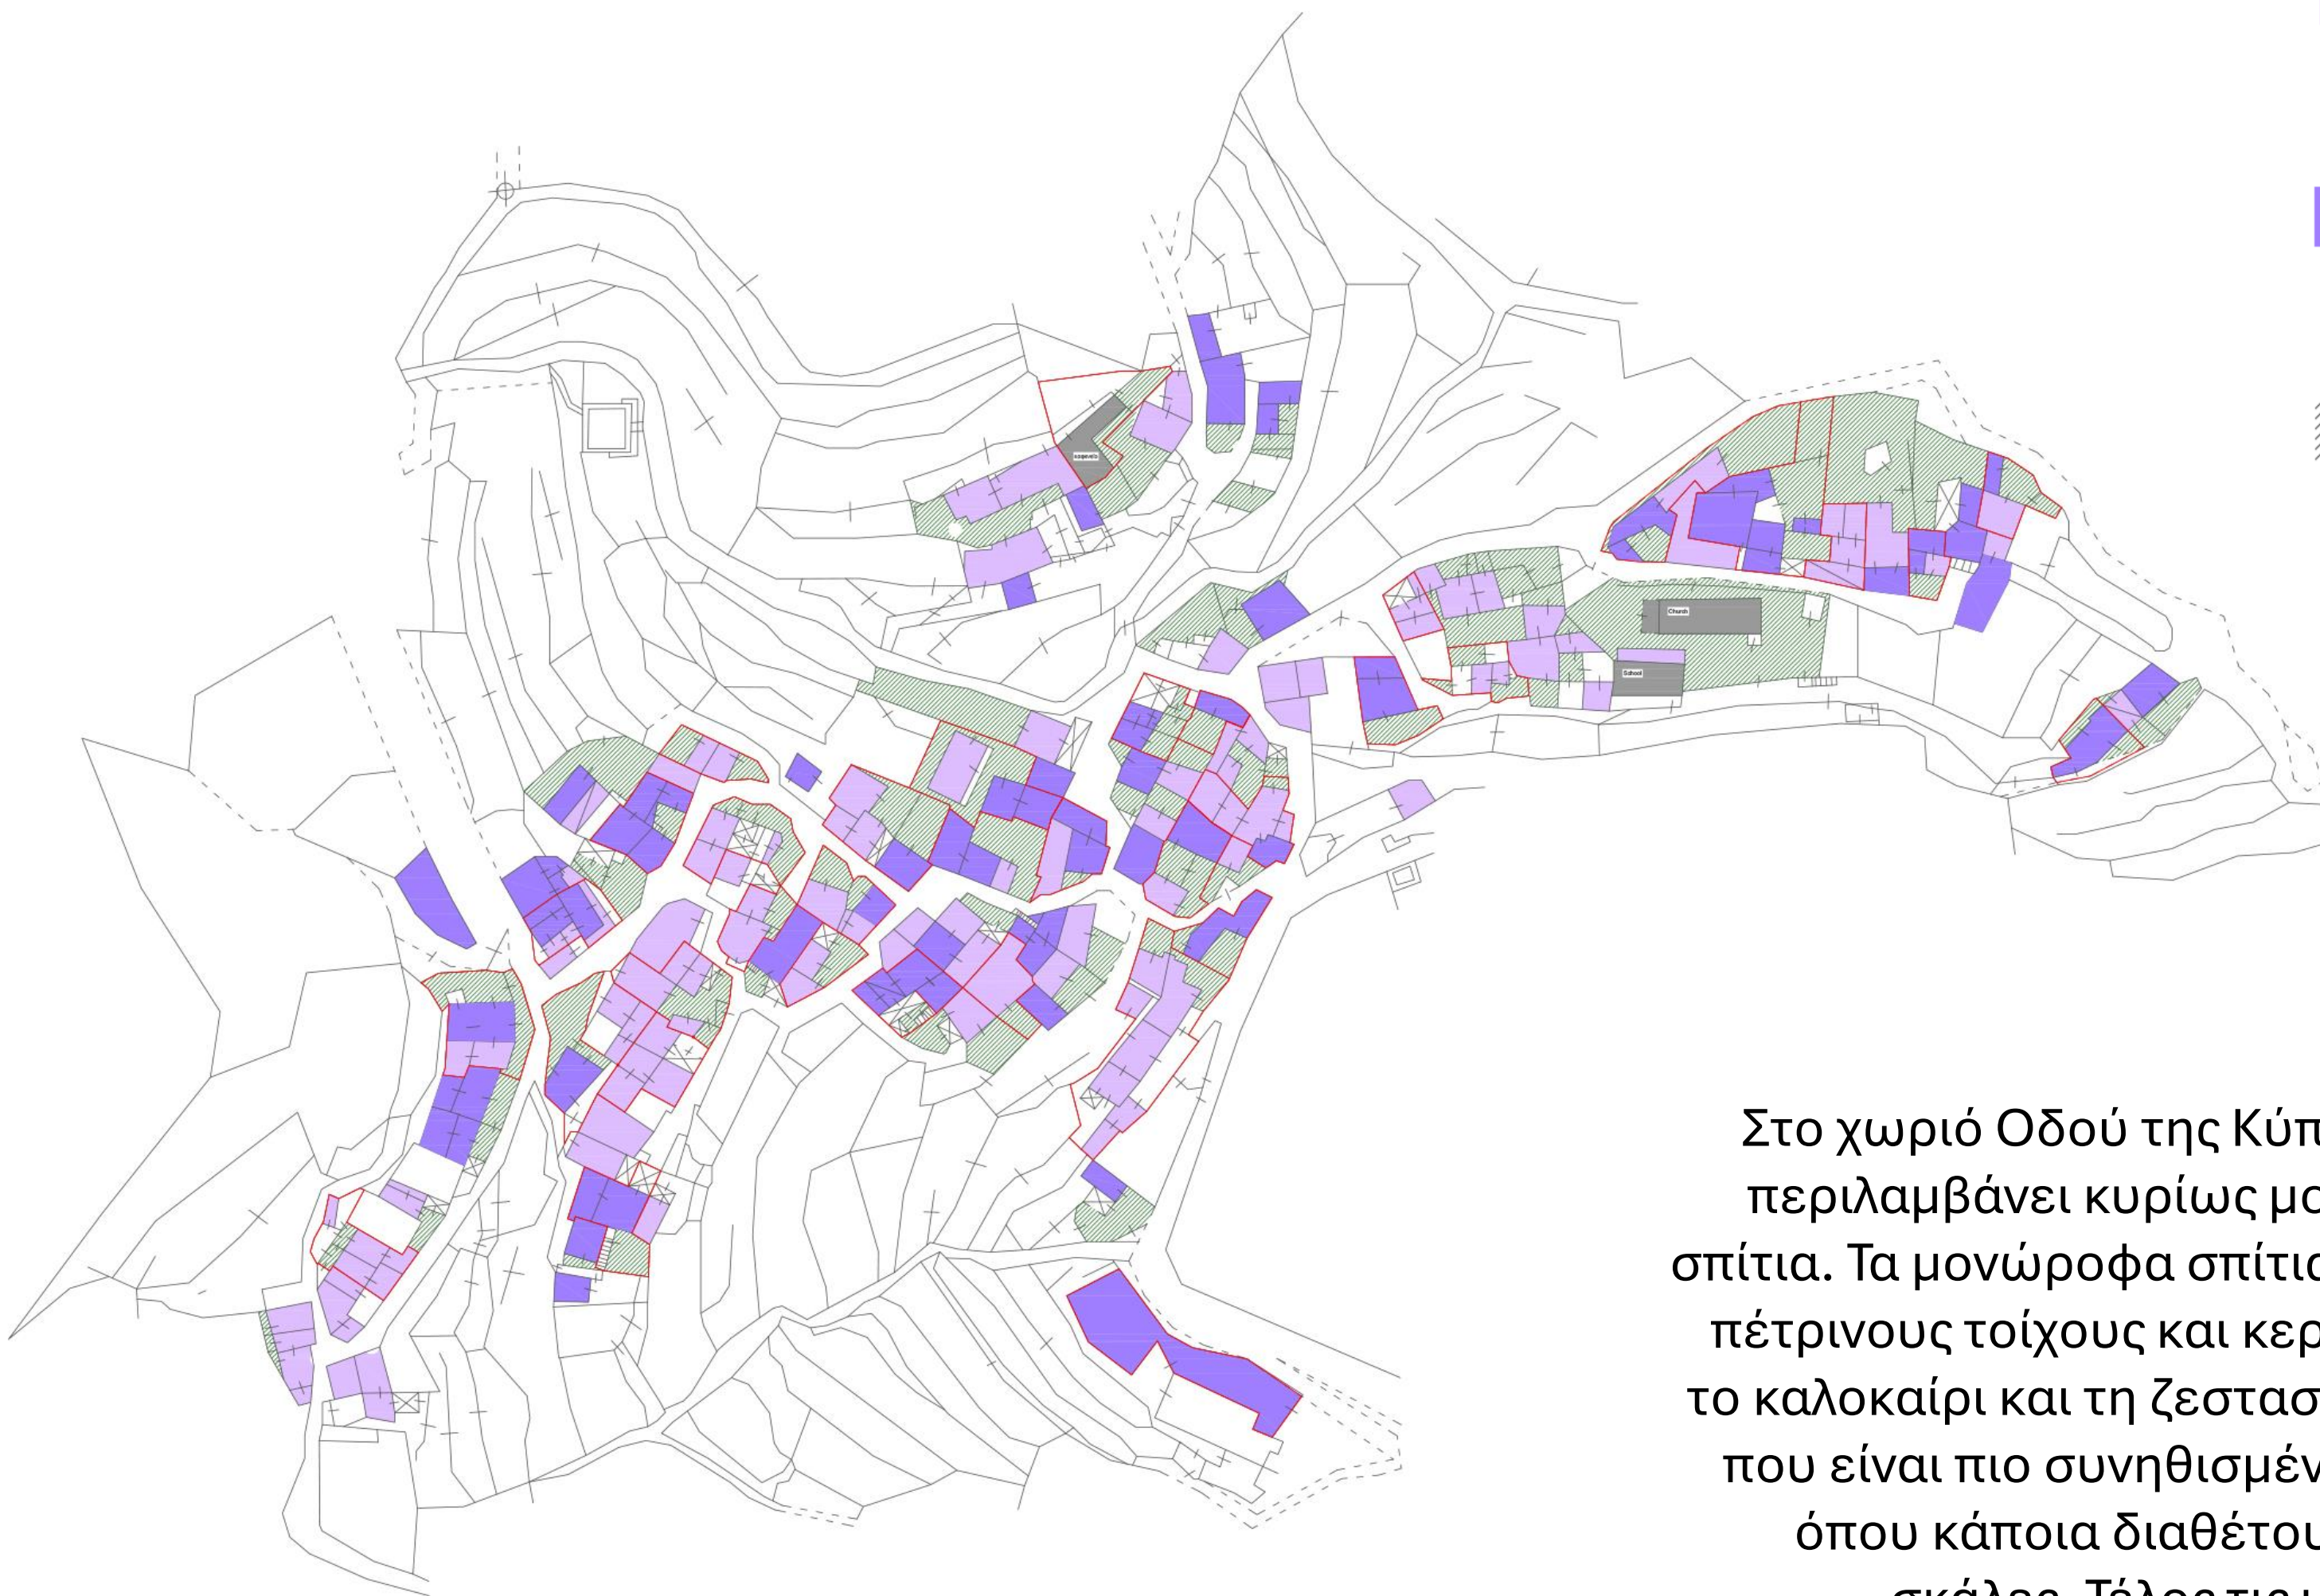 Church
School
Στο χωριό Οδού της Κύπ
περιλαμβάνει κυρίως μο
σπίτια. Τα μονώροφα σπίτια
πέτρινους τοίχους και κερ
το καλοκαίρι και τη ζεστασ
που είναι πιο συνηθισμέν
όπου κάποια διαθέτου